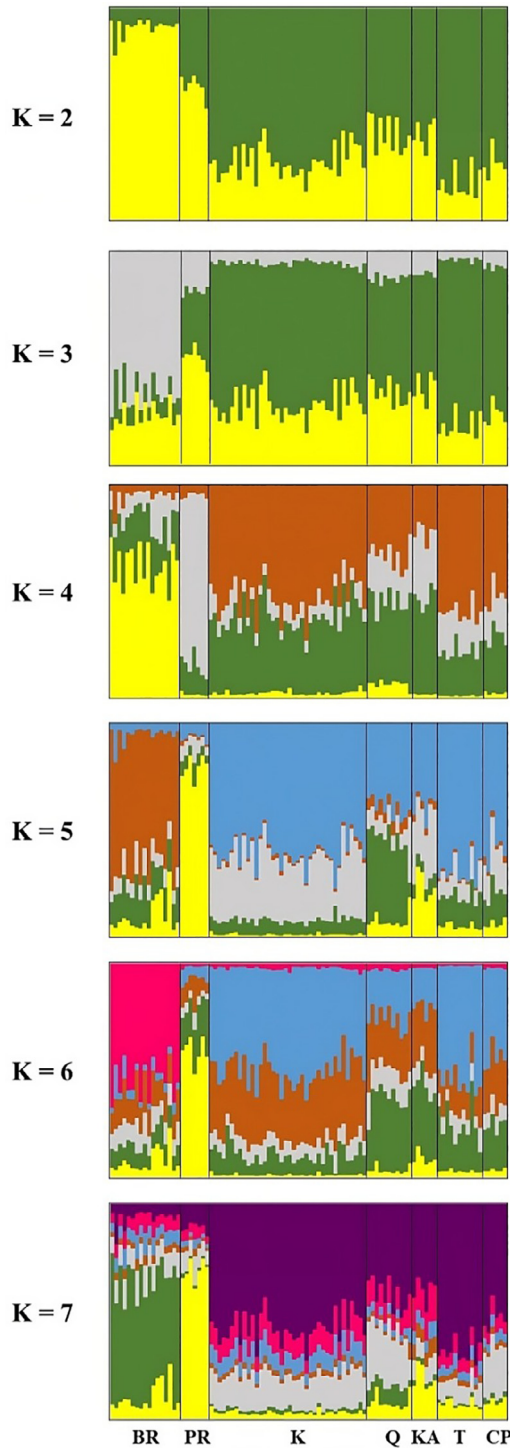 K = 2
K = 3
K = 4
K = 5
K = 6
K = 7
BR PR K Q KA T CP